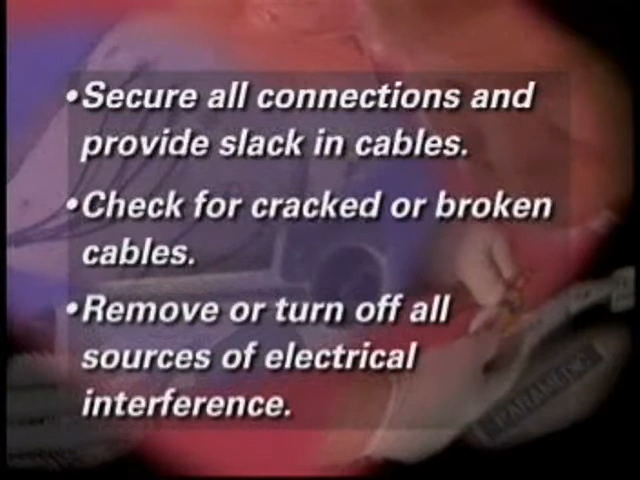 •Secure all connections and
provide slack in cables.
•Check for cracked or broken
cables.
•Remove or turn off all
sources of electrical
interference.
PARAMEDIC